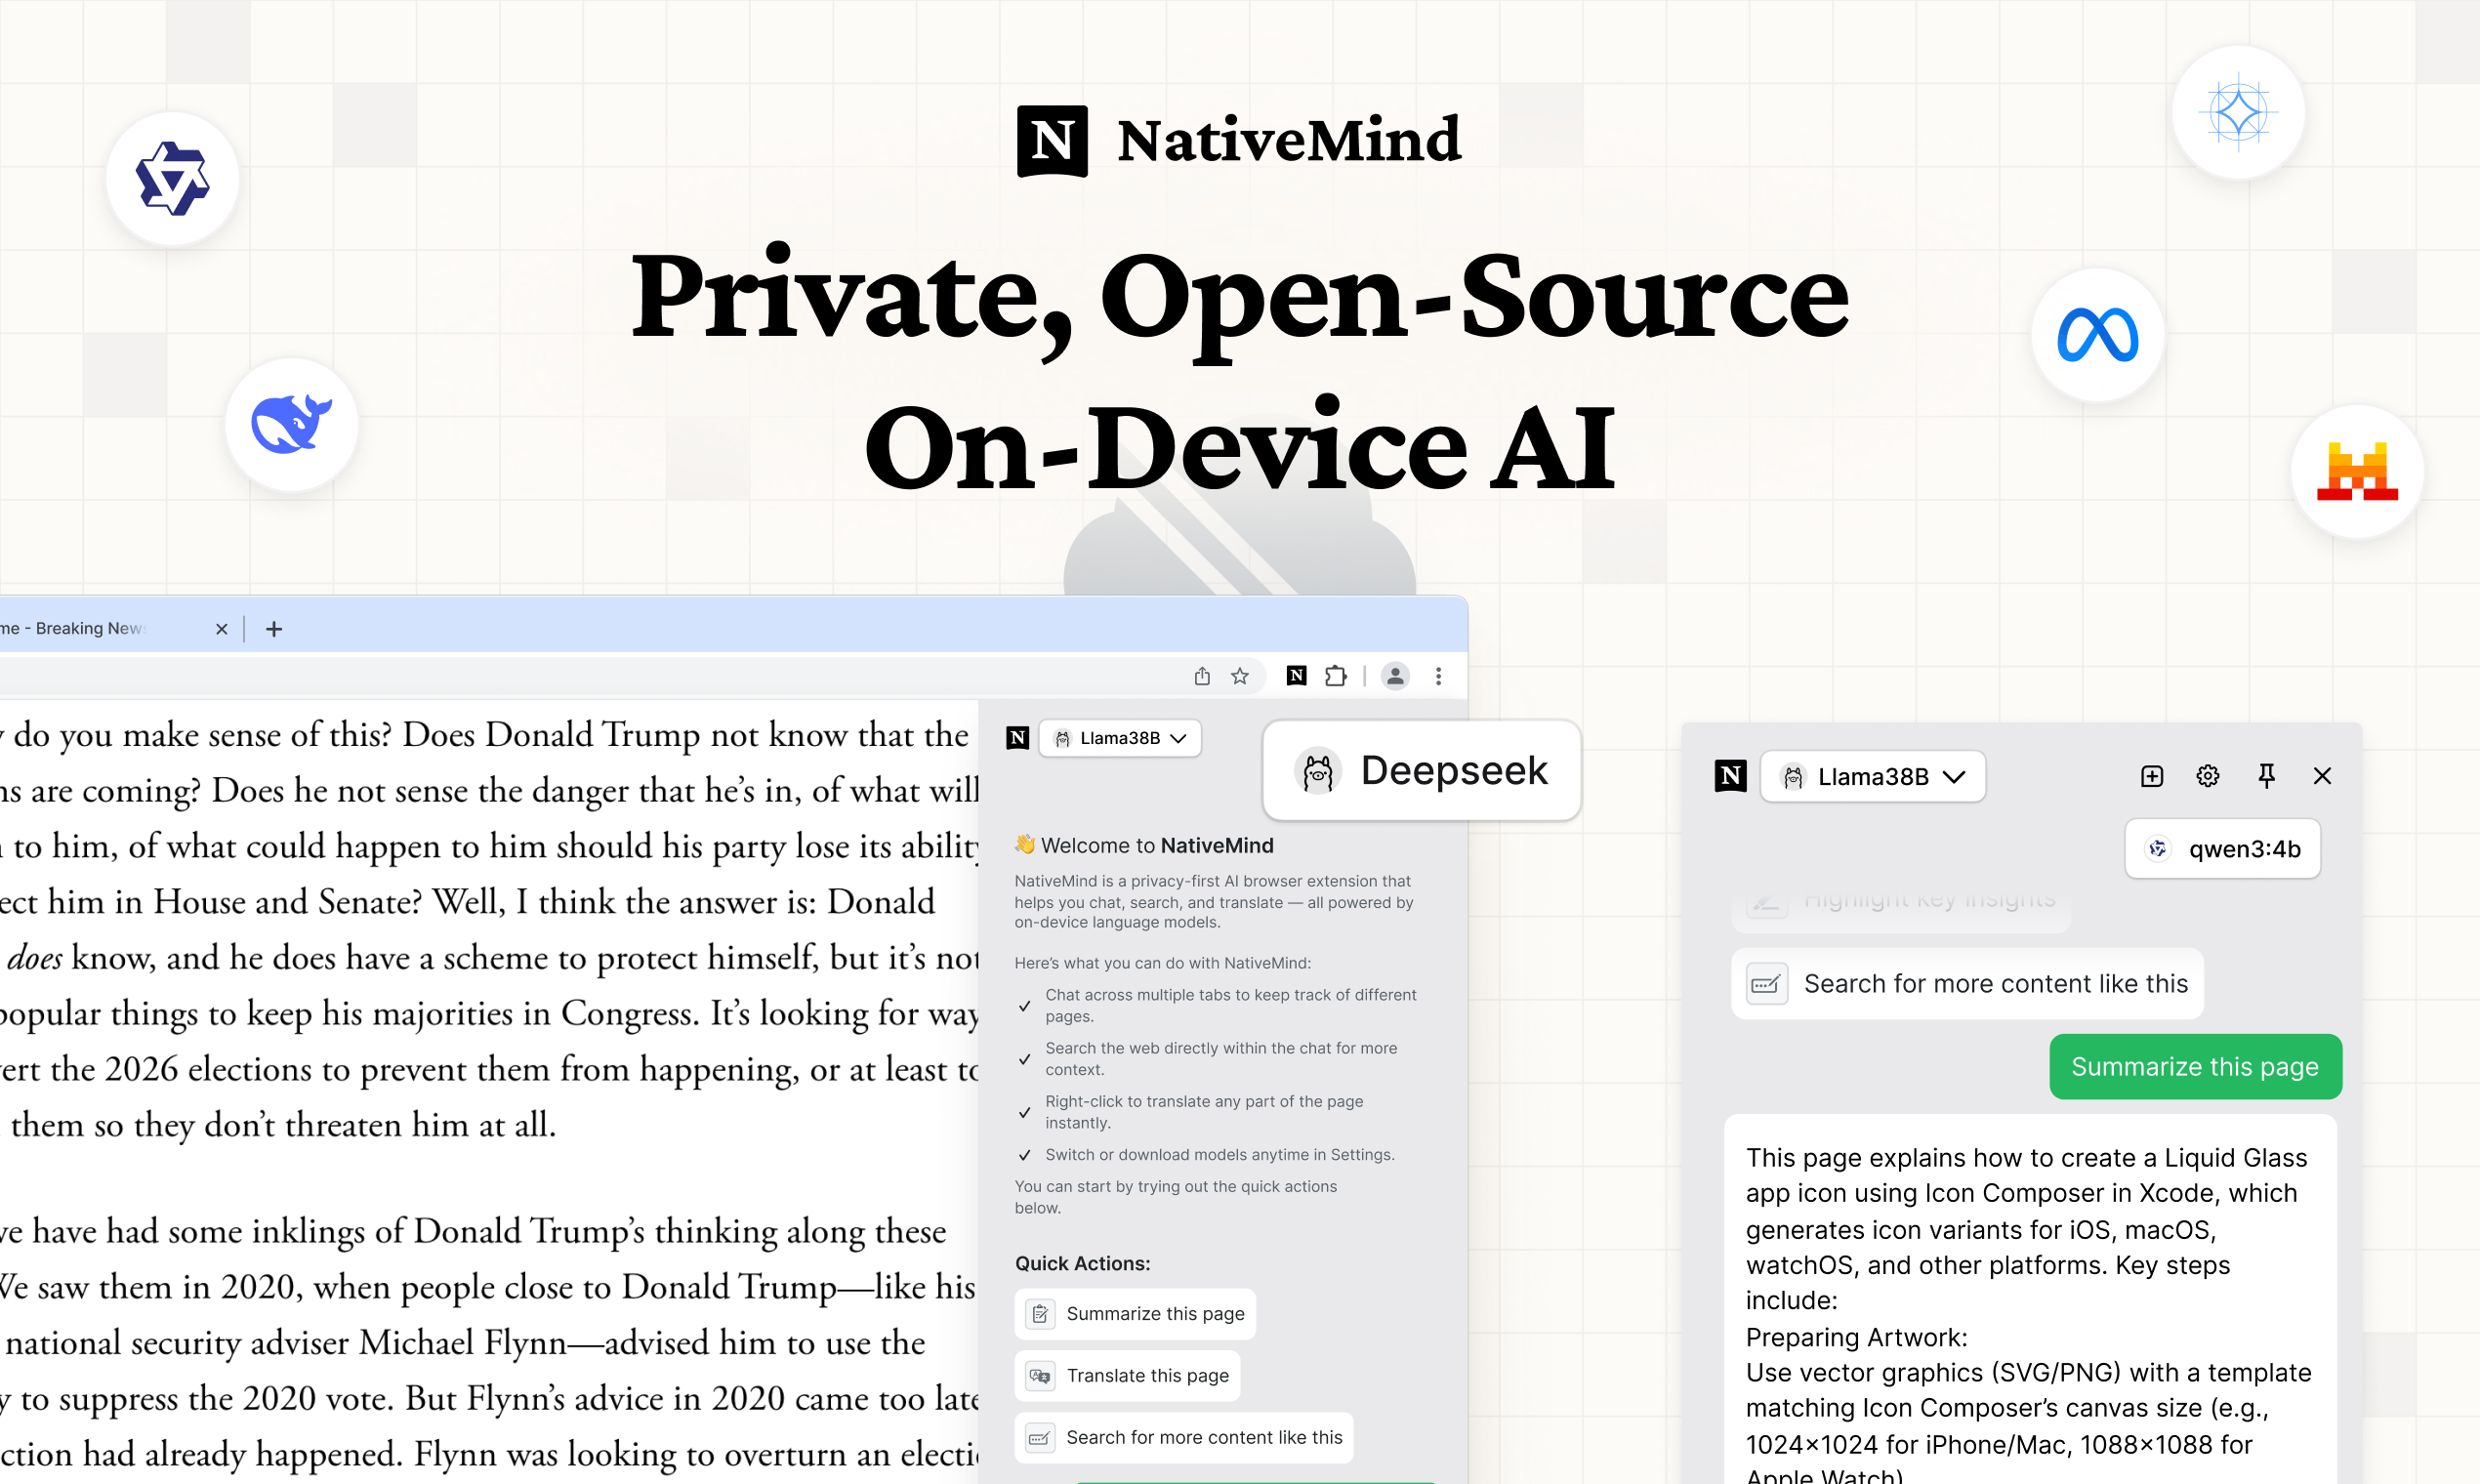 N NativeMind
Private, Open-Source
On-Device AI
me - Breaking News
N
do you make sense of this? Does Donald Trump not know that the
are coming? Does he not sense the danger that he's in, of what will
to him, of what could happen to him should his party lose its ability
him in House and Senate? Well, I think the answer is: Donald
does know, and he does have a scheme to protect himself, but it's not
popular things to keep his majorities in Congress. It's looking for
the 2026 elections to prevent them from happening, or at least to
them so they don't threaten him at all.
we have had some inklings of Donald Trump's thinking along these
We saw them in 2020, when people close to Donald Trump—like his
national security adviser Michael Flynn—advised him to use the
to suppress the 2020 vote. But Flynn's advice in 2020 came too late
had already happened. Flynn was looking to overturn an
N Llama38B
Deepseek
👋 Welcome to NativeMind
NativeMind is a privacy-first AI browser extension that
helps you chat, search, and translate — all powered by
on-device language models.
Here's what you can do with NativeMind:
Chat across multiple tabs to keep track of different
pages.
Search the web directly within the chat for more
context.
Right-click to translate any part of the page
instantly.
Switch or download models anytime in Settings.
You can start by trying out the quick actions
below.
Quick Actions:
Summarize this page
Translate this page
Search for more content like this
N Llama38B
qwen3:4b
Highlight key insights
Search for more content like this
Summarize this page
This page explains how to create a Liquid Glass
app icon using Icon Composer in Xcode, which
generates icon variants for iOS, macOS,
watchOS, and other platforms. Key steps
include:
Preparing Artwork:
Use vector graphics (SVG/PNG) with a template
matching Icon Composer's canvas size (e.g.,
1024×1024 for iPhone/Mac, 1088×1088 for
Apple Watch)